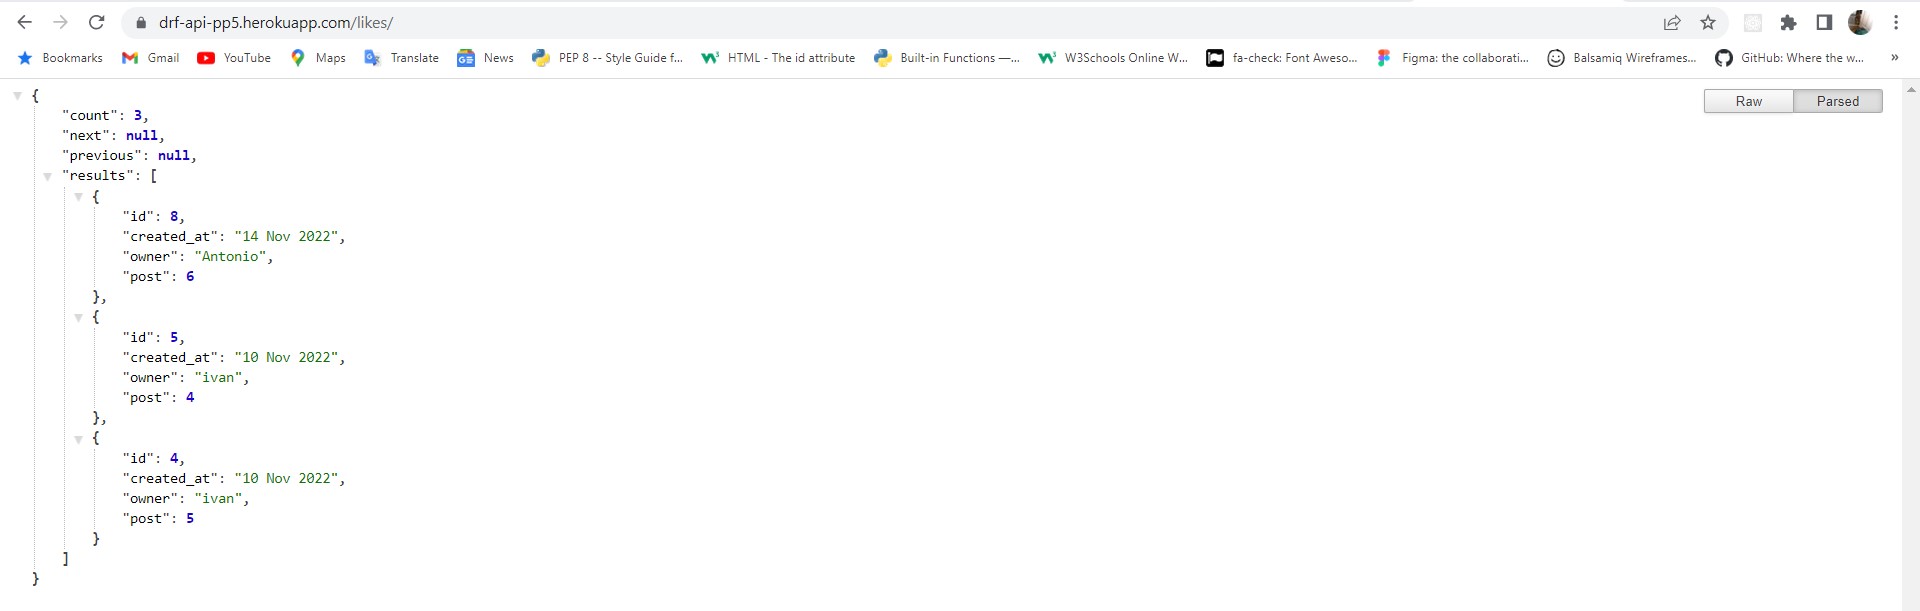 drf-api-pp5.herokuapp.com/likes/
Bookmarks Gmail YouTube Maps Translate News PEP 8 -- Style Guide f... HTML - The id attribute Built-in Functions —... W3Schools Online W... fa-check: Font Aweso... Figma: the collaborati... Balsamiq Wireframes... GitHub: Where the w... »
Raw Parsed
{
"count": 3,
"next": null,
"previous": null,
"results": [
{
"id": 8,
"created_at": "14 Nov 2022",
"owner": "Antonio",
"post": 6
},
{
"id": 5,
"created_at": "10 Nov 2022",
"owner": "ivan",
"post": 4
},
{
"id": 4,
"created_at": "10 Nov 2022",
"owner": "ivan",
"post": 5
}
]
}